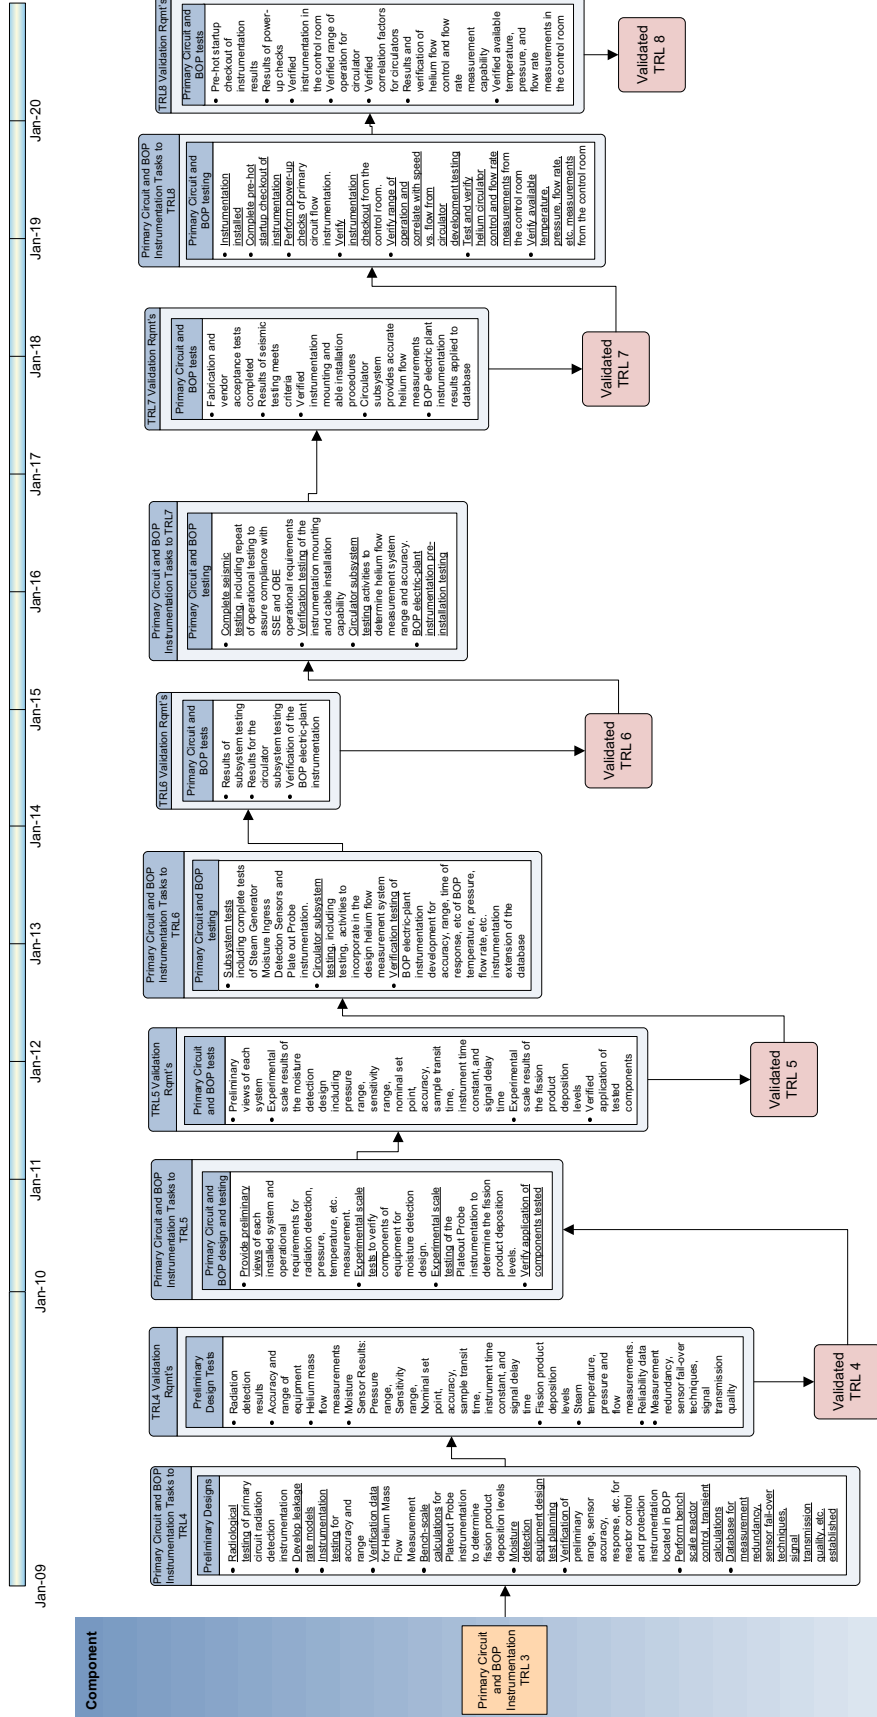 Jan-09
Jan-10
Jan-11
Jan-12
Jan-13
Jan-14
Jan-15
Jan-16
Jan-17
Jan-18
Jan-19
Jan-20
Component
Primary Circuit
and BOP
Instrumentation
TRL 3
Primary Circuit and BOP
Instrumentation Tasks to
TRL4
Preliminary Designs
• Radiological
testing of primary
circuit radiation
detection
instrumentation
• Develop leakage
rate models
• Instrumentation
testing for
accuracy and
range
• Verification data
for Helium Mass
Flow
Measurement
• Bench-scale
calculations for
Plateout Probe
instrumentation
to determine
fission product
deposition levels
• Moisture
detection
equipment design
test planning
• Verification of
preliminary
range, sensor
accuracy,
response, etc. for
reactor control
and protection
instrumentation
located in BOP
• Perform bench
scale reactor
control, transient
calculations
• Database for
measurement
redundancy,
sensor fail-over
techniques,
signal
transmission
quality, etc.
established
TRL4 Validation
Rqmt's
Preliminary
Design Tests
• Radiation
detection
results
• Accuracy and
range of
equipment
• Helium mass
flow
measurements
• Moisture
Sensor Results:
Pressure
range,
Sensitivity
range,
Nominal set
point,
accuracy,
sample transit
time,
instrument time
constant, and
signal delay
time
• Fission product
deposition
levels
• Steam
temperature,
pressure and
flow
measurements.
• Reliability data
• Measurement
redundancy,
sensor fail-over
techniques,
signal
transmission
quality
Validated
TRL 4
Primary Circuit and BOP
Instrumentation Tasks to
TRL5
Primary Circuit and
BOP design and testing
• Provide preliminary
views of each
installed system and
operational
requirements for
radiation detection,
pressure,
temperature, etc.
measurement.
• Experimental scale
tests to verify
components of
equipment for
moisture detection
design.
• Experimental scale
testing of the
Plateout Probe
instrumentation to
determine the fission
product deposition
levels.
• Verify application of
components tested
TRL5 Validation
Rqmt's
Primary Circuit
and BOP tests
• Preliminary
views of each
system
• Experimental
scale results of
the moisture
detection
design
including
pressure
range,
sensitivity
range,
nominal set
point,
accuracy,
sample transit
time,
instrument time
constant, and
signal delay
time
• Experimental
scale results of
the fission
product
deposition
levels
• Verified
application of
tested
components
Validated
TRL 5
Primary Circuit and BOP
Instrumentation Tasks to
TRL6
Primary Circuit and BOP
testing
• Subsystem tests
including complete tests
of Steam Generator
Moisture Ingress
Detection Sensors and
Plate out Probe
instrumentation.
• Circulator subsystem
testing, including
testing, activities to
incorporate in the
design helium flow
measurement system
• Verification testing of
BOP electric-plant
instrumentation
development for
accuracy, range, time of
response, etc of BOP
temperature, pressure,
flow rate, etc.
instrumentation
extension of the
database
TRL6 Validation Rqmt's
Primary Circuit and
BOP tests
• Results of
subsystem testing
• Results for the
circulator
subsystem testing
• Verification of the
BOP electric-plant
instrumentation
Validated
TRL 6
Primary Circuit and BOP
Instrumentation Tasks to TRL7
Primary Circuit and BOP
testing
• Complete seismic
testing, including repeat
of operational testing to
assure compliance with
SSE and OBE
operational requirements
• Verification testing of the
instrumentation mounting
and cable installation
capability
• Circulator subsystem
testing activities to
determine helium flow
measurement system
range and accuracy.
• BOP electric-plant
instrumentation pre-
installation testing
TRL7 Validation Rqmt's
Primary Circuit and
BOP tests
• Fabrication and
vendor
acceptance tests
completed
• Results of seismic
testing meets
criteria
• Verified
instrumentation
mounting and
able installation
procedures
• Circulator
subsystem
provides accurate
helium flow
measurements
• BOP electric plant
instrumentation
results applied to
database
Validated
TRL 7
Primary Circuit and BOP
Instrumentation Tasks to
TRL8
Primary Circuit and
BOP testing
• Instrumentation
installed
• Complete pre-hot
startup checkout of
instrumentation
• Perform power-up
checks of primary
circuit flow
instrumentation.
• Verify
instrumentation
checkout from the
control room.
• Verify range of
operation and
correlate with speed
vs. flow from
circulator
development testing
• Test and verify
helium circulator
control and flow rate
measurements from
the control room
• Verify available
temperature,
pressure, flow rate,
etc. measurements
from the control room
TRL8 Validation Rqmt's
Primary Circuit and
BOP tests
• Pre-hot startup
checkout of
instrumentation
results
• Results of power-
up checks
• Verified
instrumentation in
the control room
• Verified range of
operation for
circulator
• Verified
correlation factors
for circulators
• Results and
verification of
helium flow
control and flow
rate
measurement
capability
• Verified available
temperature,
pressure, and
flow rate
measurements in
the control room
Validated
TRL 8